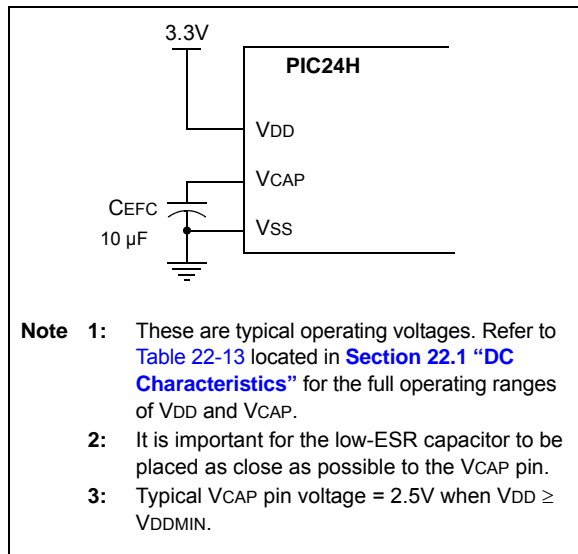 3.3V
PIC24H
VDD
VCAP
CEFC
VSS
10 µF
Note 1: These are typical operating voltages. Refer to
Table 22-13 located in Section 22.1 “DC
Characteristics” for the full operating ranges
of VDD and VCAP.
2: It is important for the low-ESR capacitor to be
placed as close as possible to the VCAP pin.
3: Typical VCAP pin voltage = 2.5V when VDD ≥
VDDMIN.